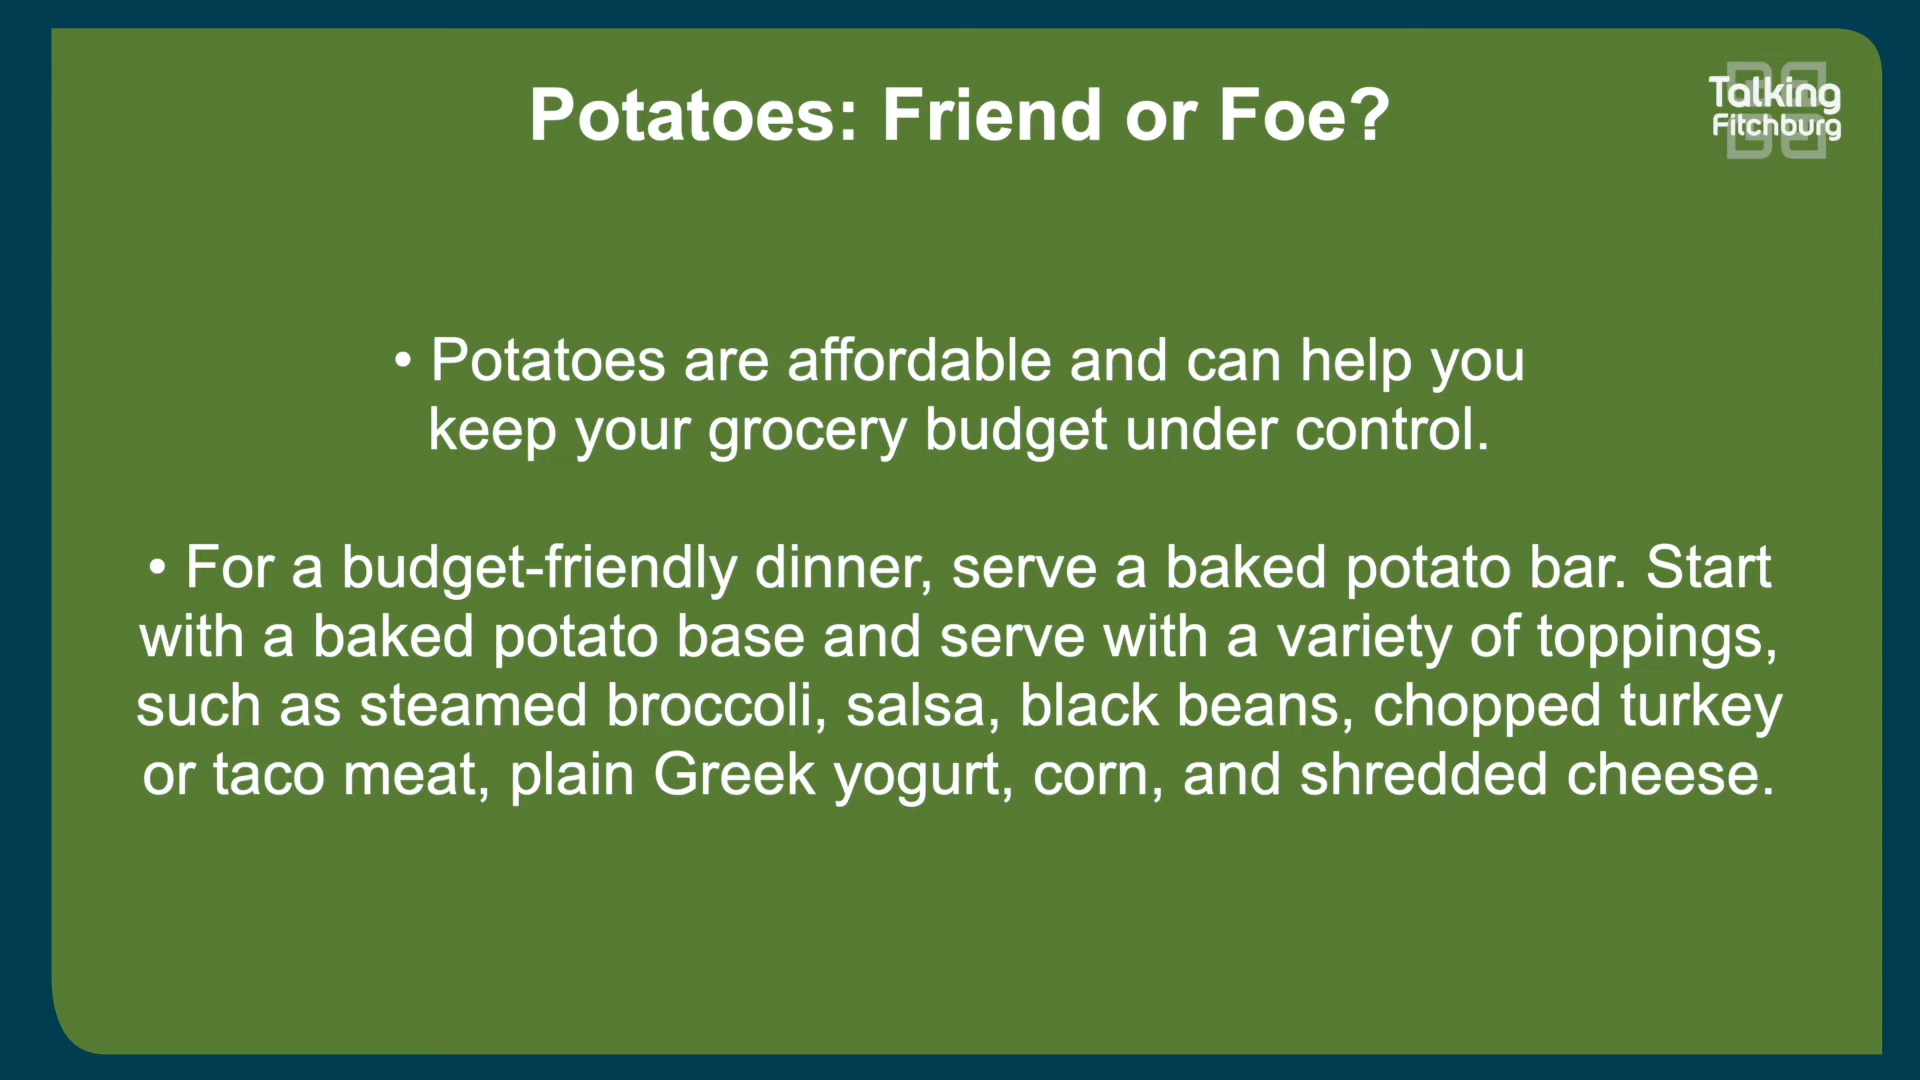 Potatoes: Friend or Foe?
Talking
Fitchburg
• Potatoes are affordable and can help you
keep your grocery budget under control.
• For a budget-friendly dinner, serve a baked potato bar. Start
with a baked potato base and serve with a variety of toppings,
such as steamed broccoli, salsa, black beans, chopped turkey
or taco meat, plain Greek yogurt, corn, and shredded cheese.